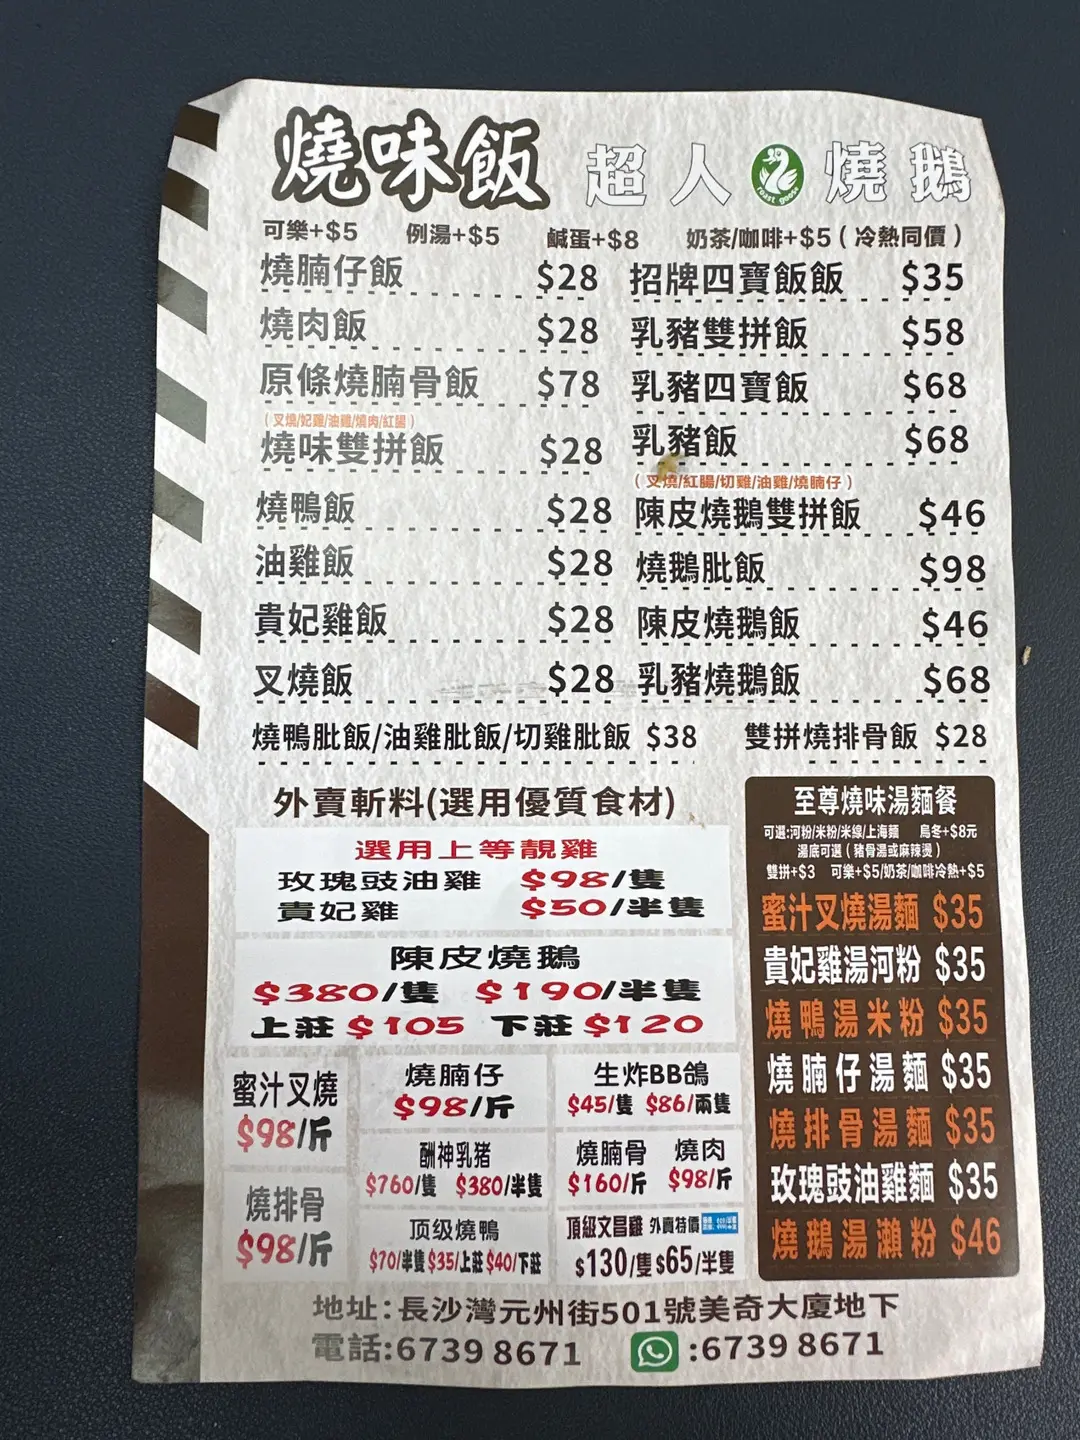 燒味飯 超人 燒鵝
roast goose
可樂+$5 例湯+$5 鹹蛋+$8 奶茶/咖啡+$5(冷熱同價)
燒腩仔飯 $28
燒肉飯 $28
原條燒腩骨飯 $78
(叉燒/妃雞/油雞/燒肉/紅腸)
燒味雙拼飯 $28
燒鴨飯 $28
油雞飯 $28
貴妃雞飯 $28
叉燒飯 $28
招牌四寶飯飯 $35
乳豬雙拼飯 $58
乳豬四寶飯 $68
乳豬飯 $68
(叉燒/紅腸/切雞/油雞/燒腩仔)
陳皮燒鵝雙拼飯 $46
燒鵝肶飯 $98
陳皮燒鵝飯 $46
乳豬燒鵝飯 $68
燒鴨肶飯/油雞肶飯/切雞肶飯 $38 雙拼燒排骨飯 $28
外賣斬料(選用優質食材)
選用上等靚雞
玫瑰豉油雞 $98/隻
貴妃雞 $50/半隻
陳皮燒鵝
$380/隻 $190/半隻
上莊$105 下莊$120
蜜汁叉燒
$98/斤
燒排骨
$98/斤
燒腩仔
$98/斤
酬神乳猪
$760/隻 $380/半隻
顶级燒鴨
$70/半隻$35/上莊$40/下莊
生炸BB鴿
$45/隻 $86/兩隻
燒腩骨 燒肉
$160/斤 $98/斤
頂級文昌雞 外賣特價
$130/隻$65/半隻
至尊燒味湯麵餐
可選:河粉/米粉/米線/上海麵 烏冬+$8元
湯底可選(豬骨湯或麻辣燙)
雙拼+$3 可樂+$5/奶茶/咖啡冷熱+$5
蜜汁叉燒湯麵 $35
貴妃雞湯河粉 $35
燒鴨湯米粉 $35
燒腩仔湯麵 $35
燒排骨湯麵 $35
玫瑰豉油雞麵 $35
燒鵝湯瀨粉 $46
地址:長沙灣元州街501號美奇大廈地下
電話:6739 8671 :6739 8671